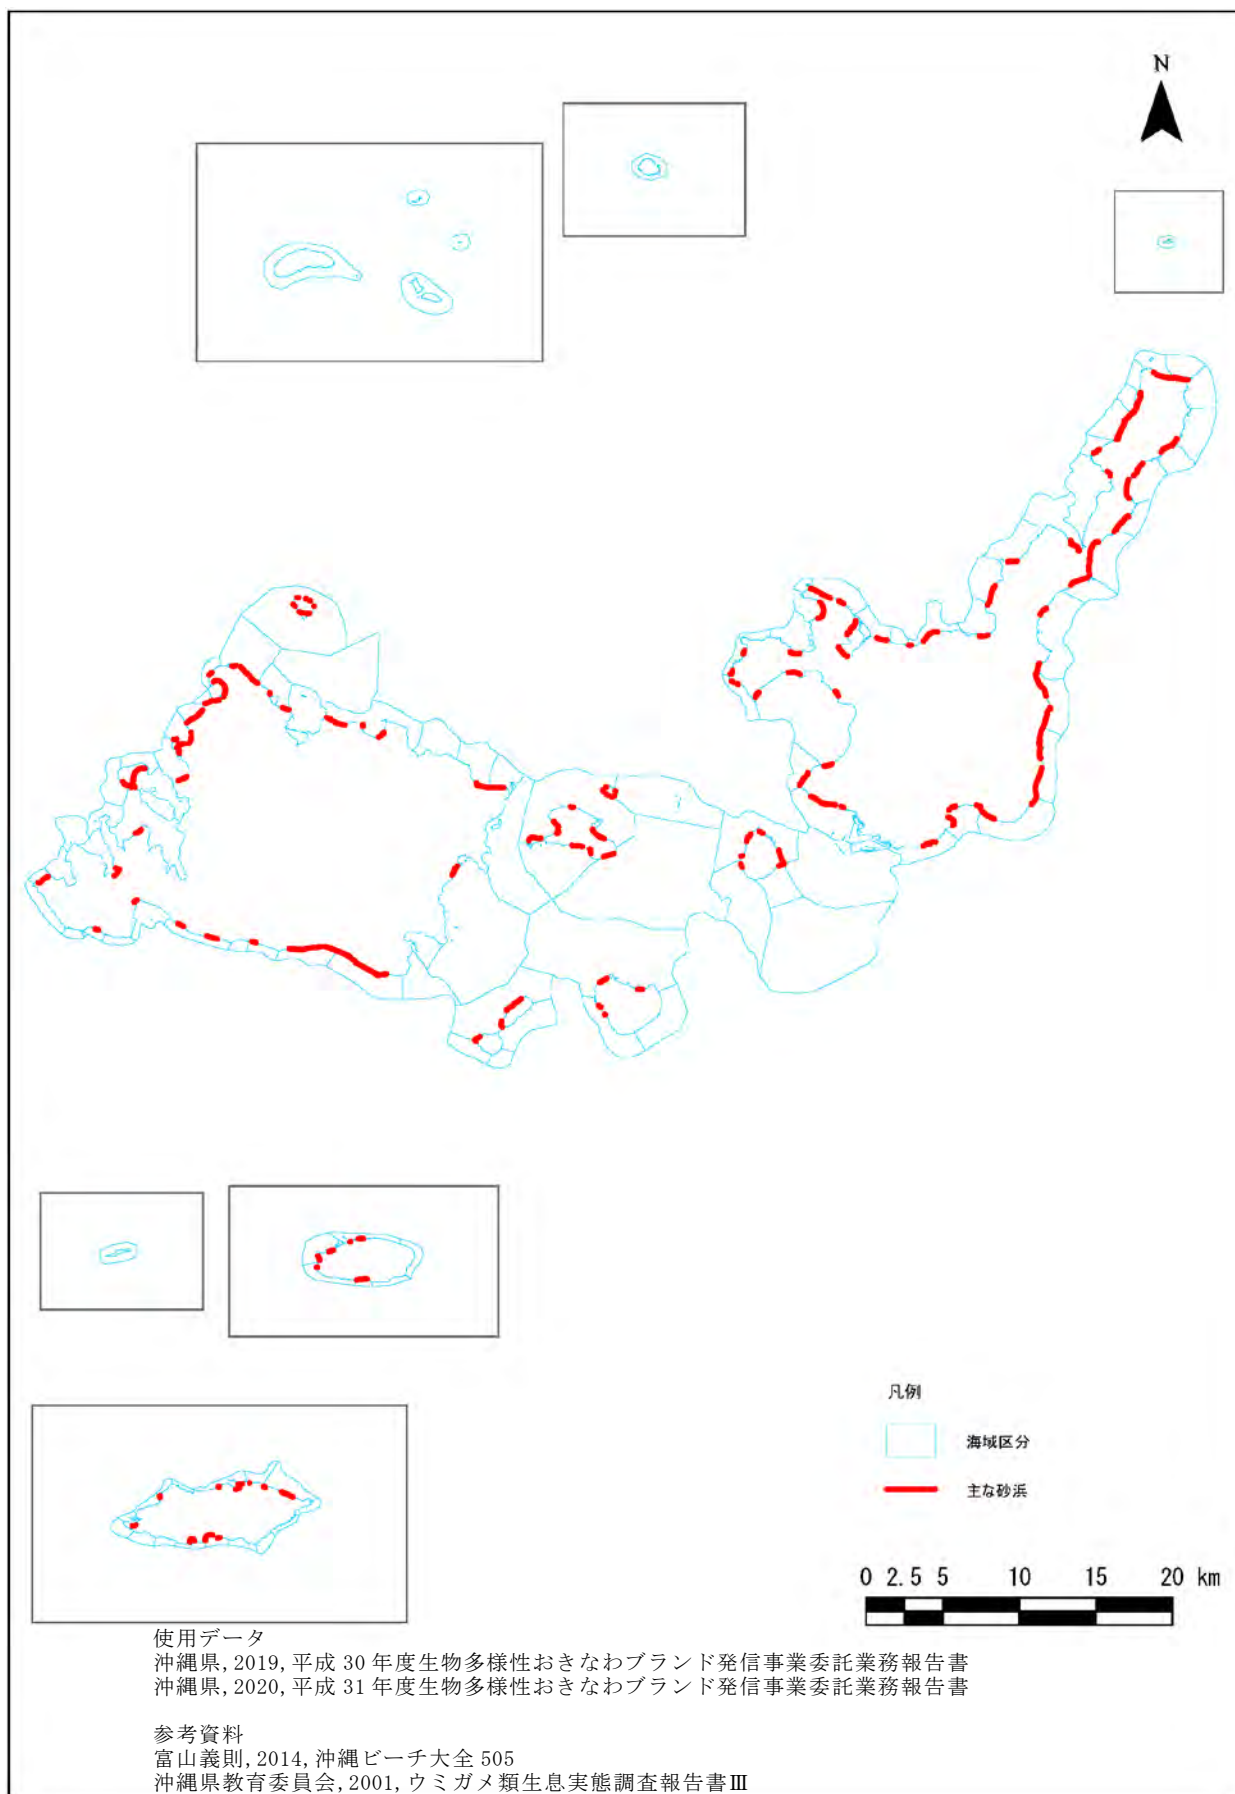 N
凡例
海域区分
主な砂浜
0 2.5 5 10 15 20 km
使用データ
沖縄県,2019,平成 30 年度生物多様性おきなわブランド発信事業委託業務報告書
沖縄県,2020,平成 31 年度生物多様性おきなわブランド発信事業委託業務報告書
参考資料
富山義則,2014,沖縄ビーチ大全 505
沖縄県教育委員会,2001,ウミガメ類生息実態調査報告書Ⅲ